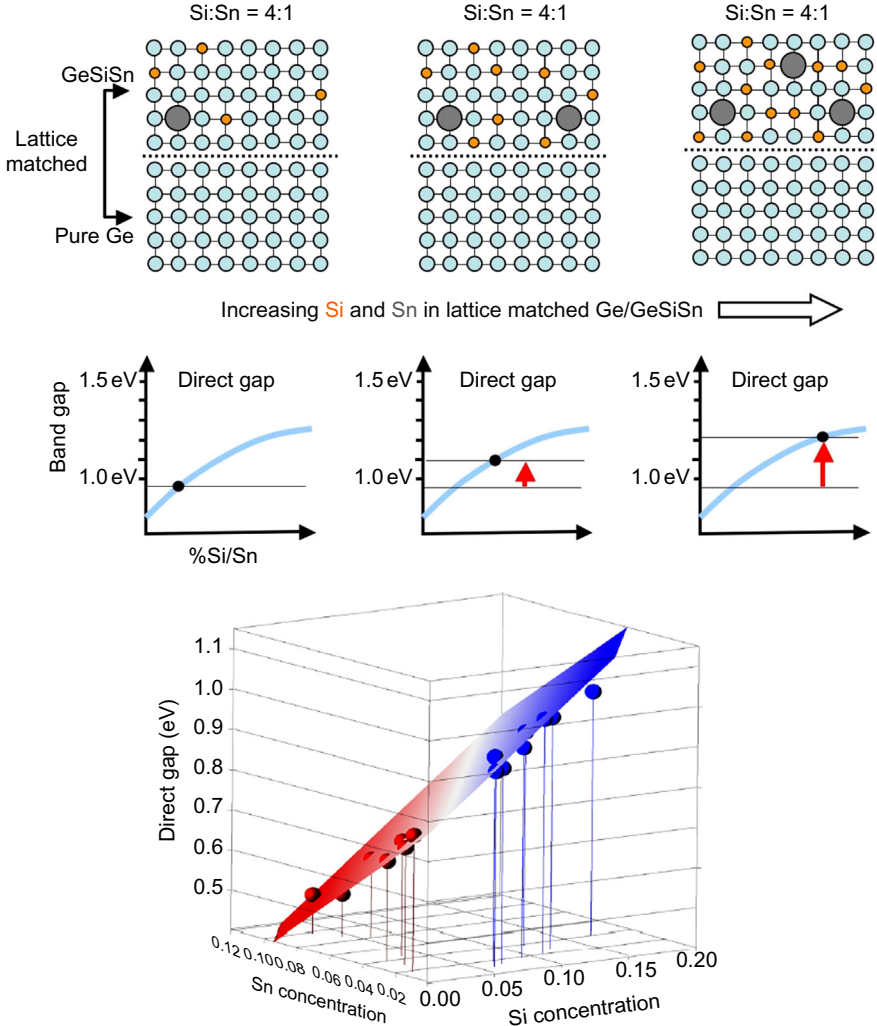 Si:Sn = 4:1
Si:Sn = 4:1
Si:Sn = 4:1
GeSiSn
Lattice
matched
Pure Ge
Increasing Si and Sn in lattice matched Ge/GeSiSn
Band gap
1.5 eV
Direct gap
1.0 eV
%Si/Sn
1.5 eV
Direct gap
1.0 eV
1.5 eV
Direct gap
1.0 eV
Direct gap (eV)
1.1
1.0
0.9
0.8
0.7
0.6
0.5
0.12
0.10
0.08
0.06
0.04
0.02
Sn concentration
0.00
0.05
0.10
0.15
0.20
Si concentration